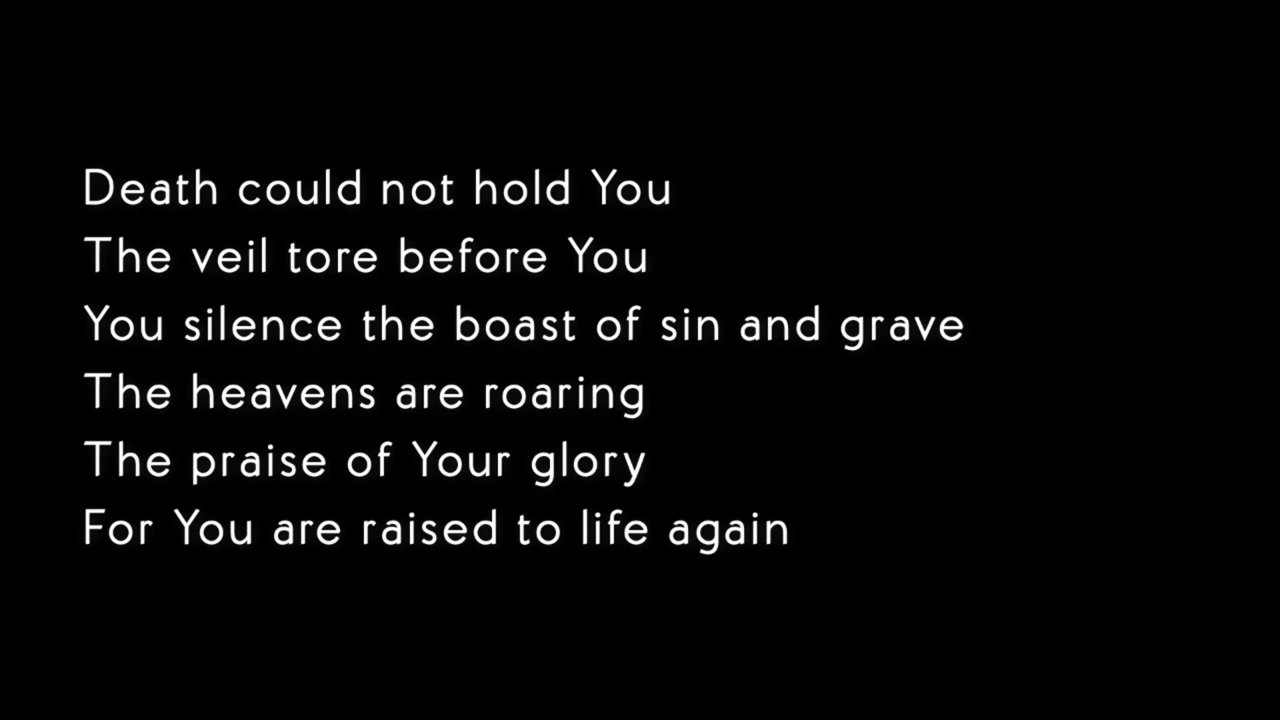 Death could not hold You
The veil tore before You
You silence the boast of sin and grave
The heavens are roaring
The praise of Your glory
For You are raised to life again